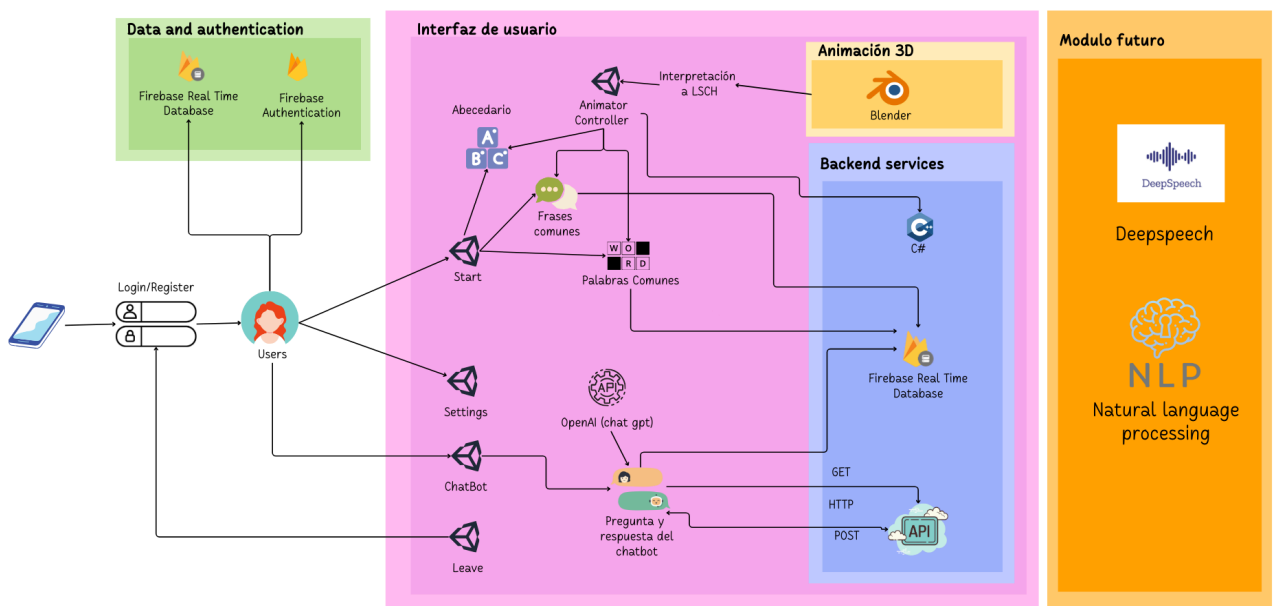 Data and authentication
Firebase Real Time
Database
Firebase
Authentication
Login/Register
Users
Interfaz de usuario
Abecedario
A
B C
Animator
Controller
Interpretación
a LSCH
Frases
comunes
W O
R D
Palabras Comunes
Start
Settings
ChatBot
Leave
API
OpenAI (chat gpt)
Pregunta y
respuesta del
chatbot
Animación 3D
Blender
Backend services
C
C#
Firebase Real Time
Database
GET
HTTP
POST
API
Modulo futuro
DeepSpeech
Deepspeech
NLP
Natural language
processing